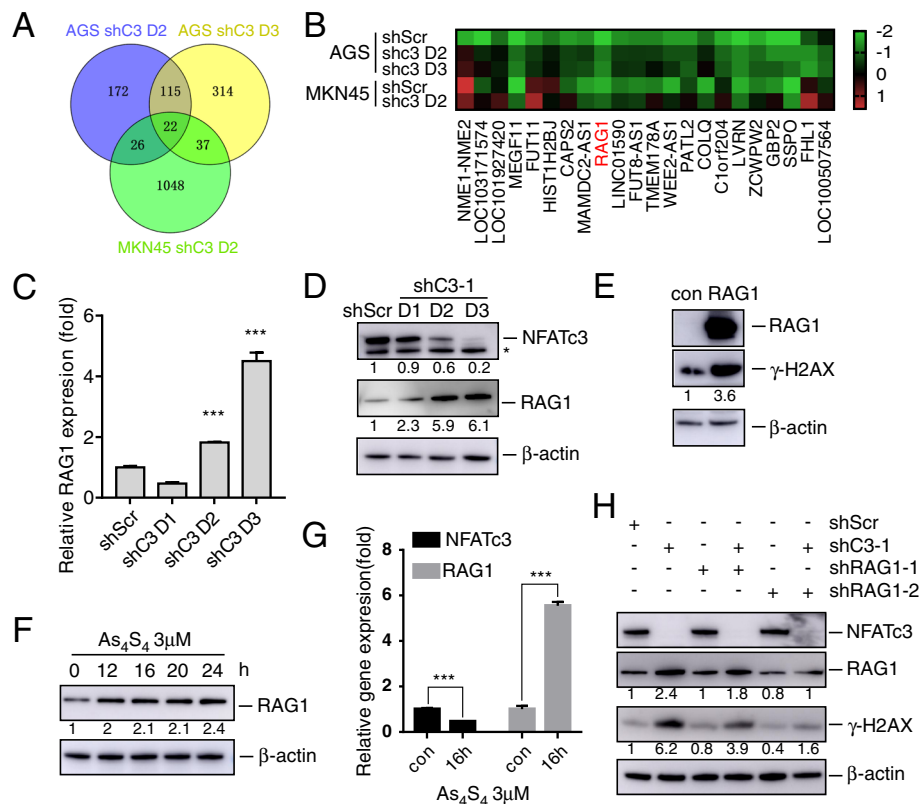 A
AGS shC3 D2
AGS shC3 D3
172
115
314
22
26
37
1048
MKN45 shC3 D2
B
AGS
shScr
shc3 D2
shc3 D3
MKN45
shScr
shc3 D2
-2
-1
0
1
NME1-NME2
LOC103171574
LOC101927420
MEGF11
FUT11
HIST1H2BJ
CAPS2
MAMDC2-AS1
RAG1
LINC01590
FUT8-AS1
TMEM178A
WEE2-AS1
PATL2
COLQ
C1orf204
LVRN
ZCWPW2
GBP2
SSPO
FHL1
LOC100507564
C
Relative RAG1 expression (fold)
6
4
2
0
***
***
shScr
shC3 D1
shC3 D2
shC3 D3
D
shC3-1
shScr D1 D2 D3
NFATc3
*
1 0.9 0.6 0.2
RAG1
1 2.3 5.9 6.1
β-actin
E
con RAG1
RAG1
γ-H2AX
1 3.6
β-actin
F
As4S4 3μM
0 12 16 20 24 h
RAG1
1 2 2.1 2.1 2.4
β-actin
G
Relative gene experssion(fold)
8
6
4
2
0
NFATc3
RAG1
***
***
con
16h
con
16h
As4S4 3μM
H
+ - - - - - shScr
- + - + - + shC3-1
- - + + - - shRAG1-1
- - - - + + shRAG1-2
NFATc3
RAG1
1 2.4 1 1.8 0.8 1
γ-H2AX
1 6.2 0.8 3.9 0.4 1.6
β-actin